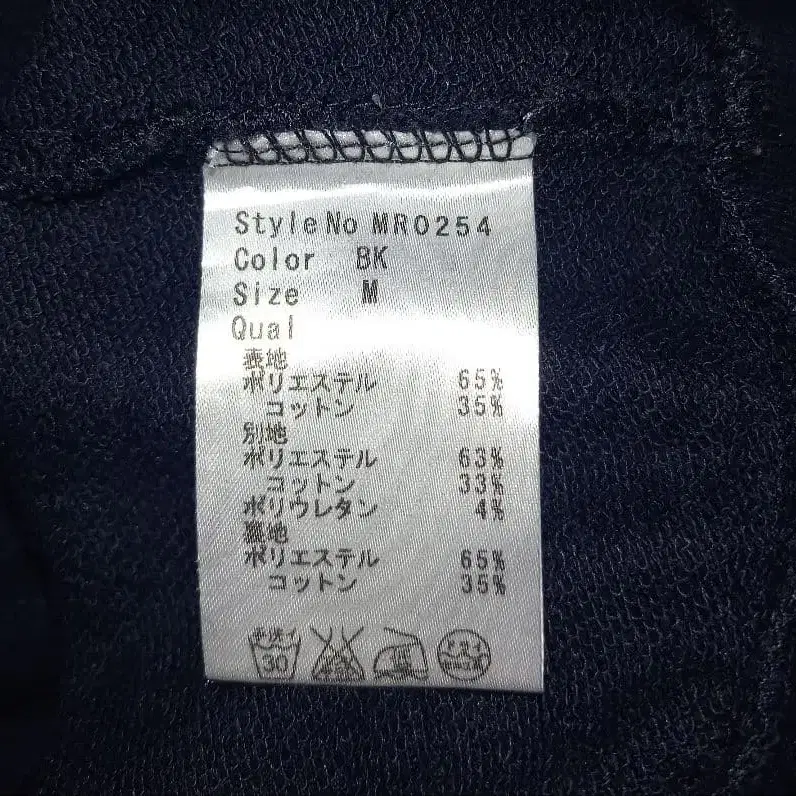 Style No MR0254
Color BK
Size M
Qual
表地
ポリエステル 65%
コットン 35%
別地
ポリエステル 63%
コットン 33%
ポリウレタン 4%
裏地
ポリエステル 65%
コットン 35%
手洗イ
30